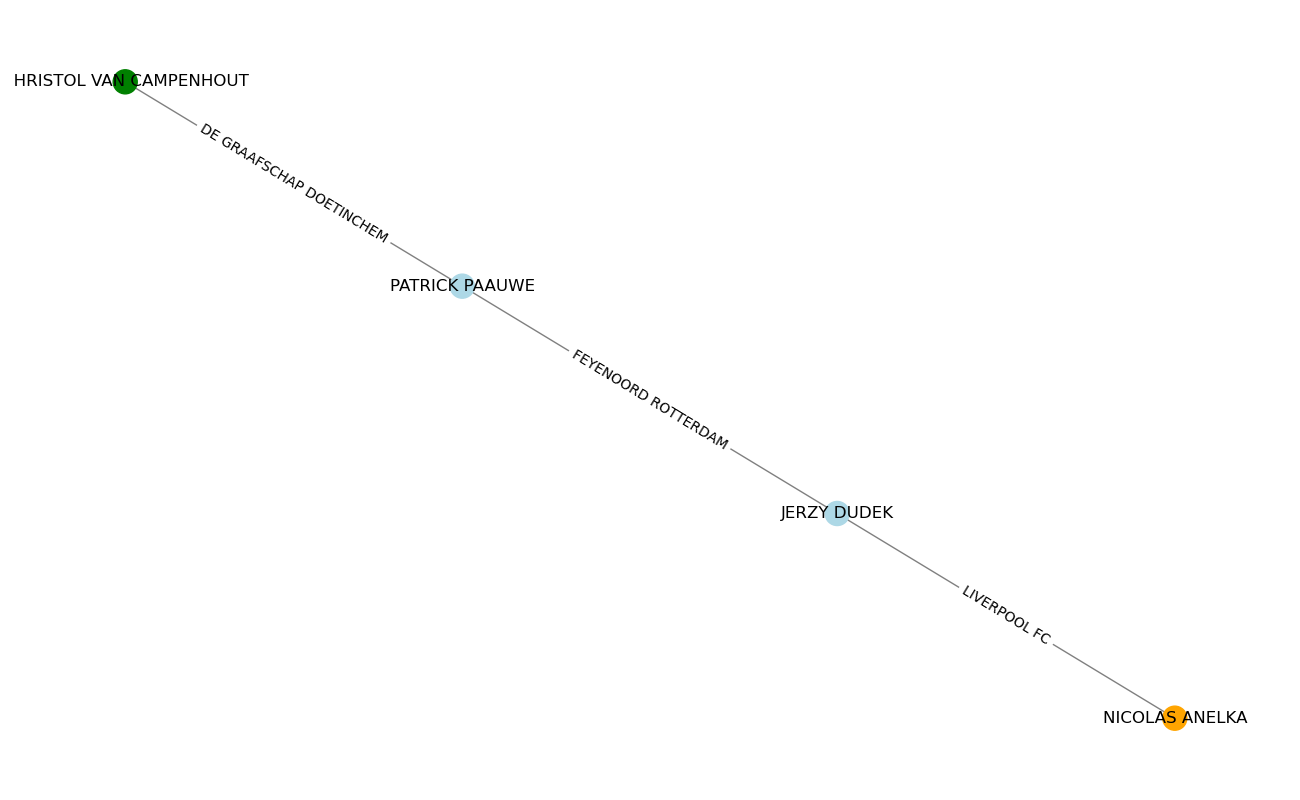 HRISTOL VAN CAMPENHOUT
DE GRAAFSCHAP DOETINCHEM
PATRICK PAAUWE
FEYENOORD ROTTERDAM
JERZY DUDEK
LIVERPOOL FC
NICOLAS ANELKA